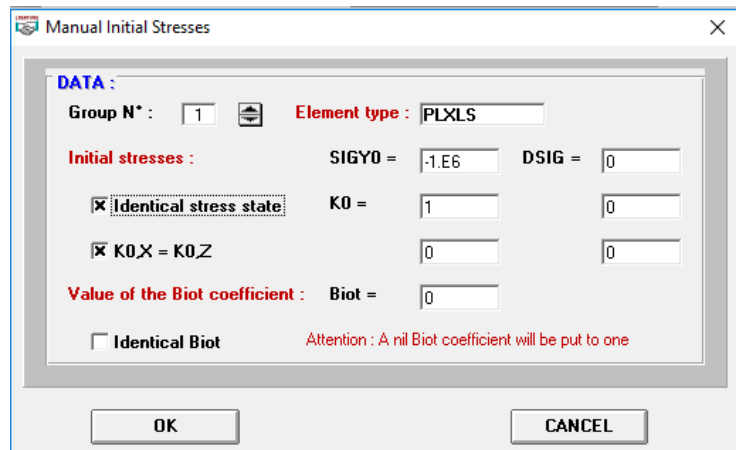 Manual Initial Stresses
DATA :
Group N° : 1 Element type : PLXLS
Initial stresses : SIGY0 = -1.E6 DSIG = 0
Identical stress state K0 = 1 0
K0,X = K0,Z 0 0
Value of the Biot coefficient : Biot = 0
Identical Biot Attention : A nil Biot coefficient will be put to one
OK CANCEL